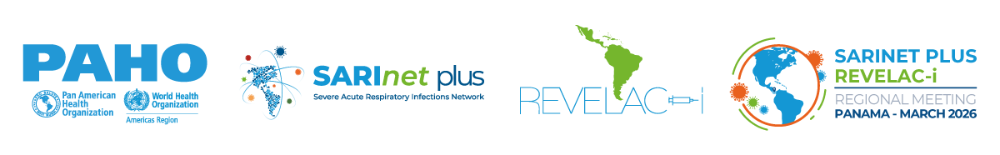 PAHO
Pan American
Health
Organization
World Health
Organization
Americas Region
SARInet plus
Severe Acute Respiratory Infections Network
REVELAC-i
SARINET PLUS
REVELAC-i
REGIONAL MEETING
PANAMA - MARCH 2026